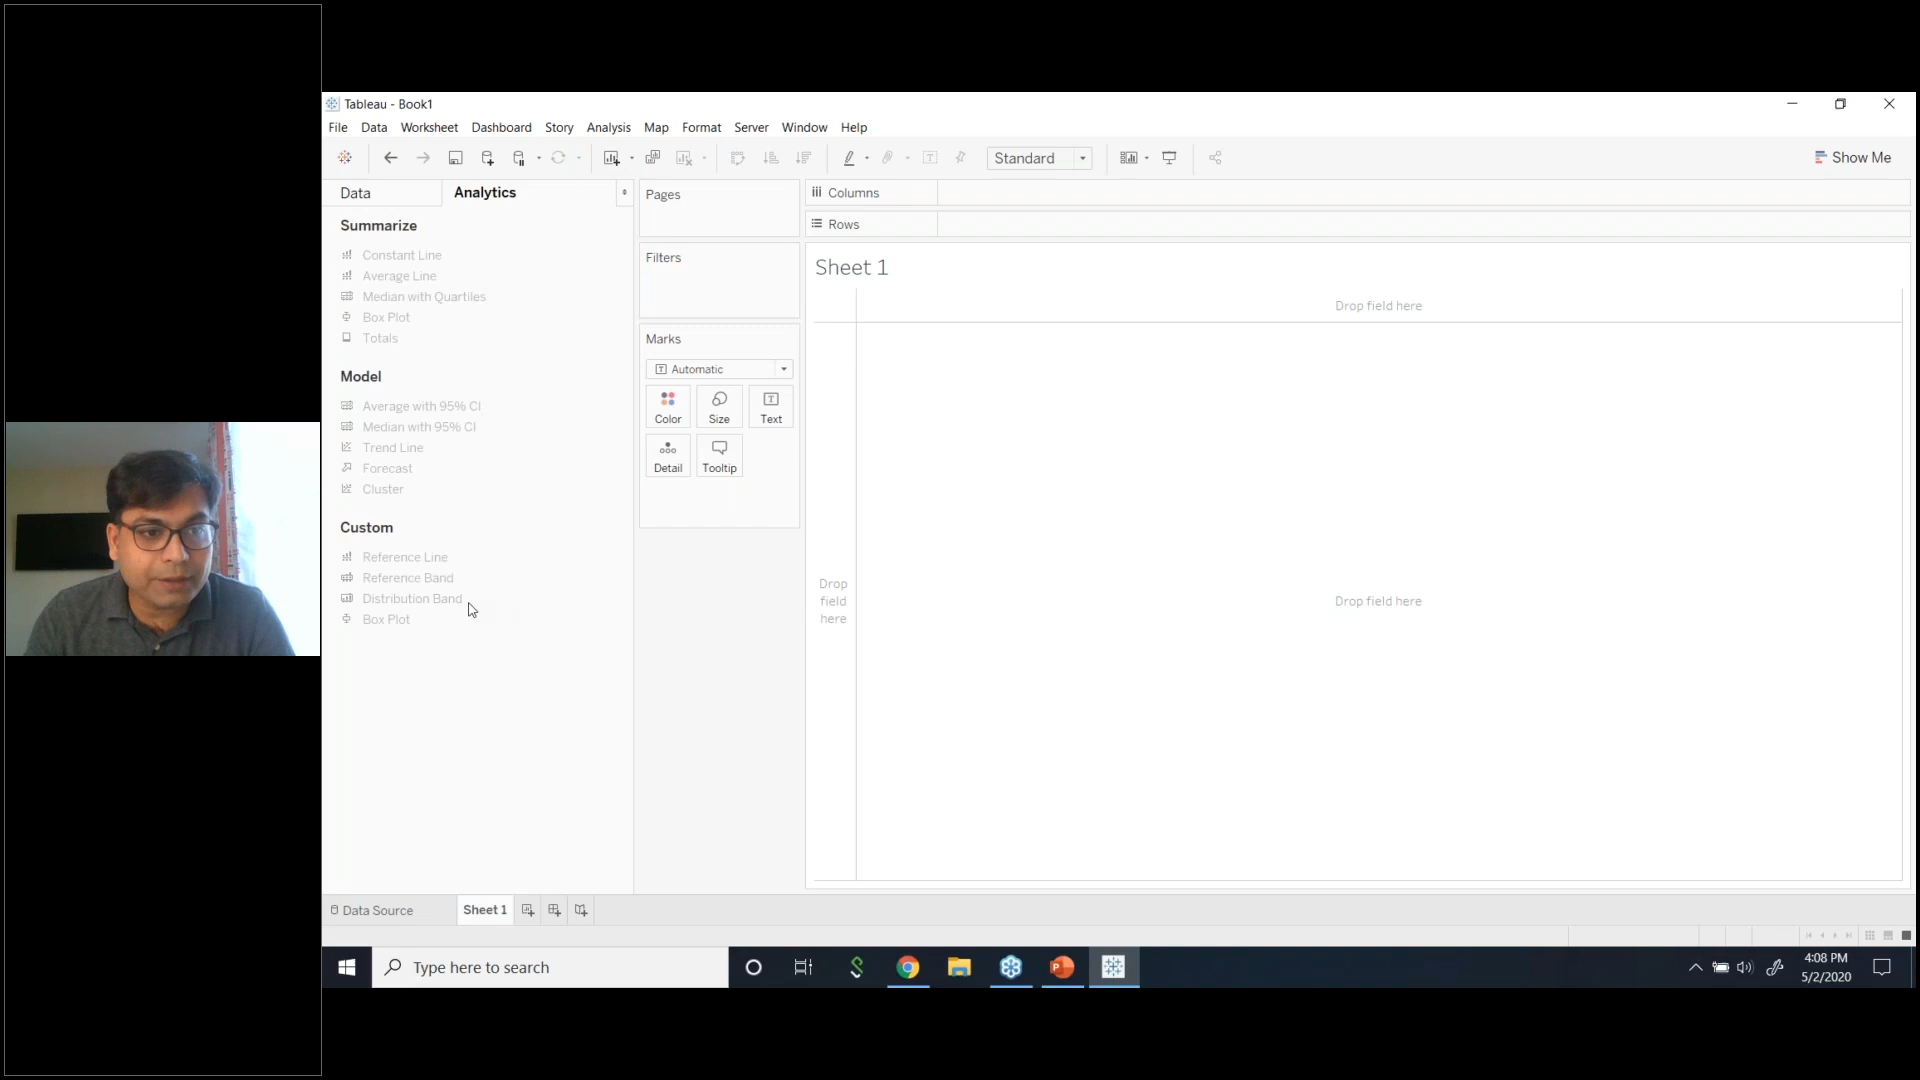 Tableau - Book1
File Data Worksheet Dashboard Story Analysis Map Format Server Window Help
Standard
Show Me
Data
Analytics
Summarize
Constant Line
Average Line
Median with Quartiles
Box Plot
Totals
Model
Average with 95% CI
Median with 95% CI
Trend Line
Forecast
Cluster
Custom
Reference Line
Reference Band
Distribution Band
Box Plot
Pages
Filters
Marks
Automatic
Color Size Text
Detail Tooltip
Columns
Rows
Sheet 1
Drop field here
Drop
field
here
Drop field here
Data Source
Sheet 1
Type here to search
4:08 PM
5/2/2020